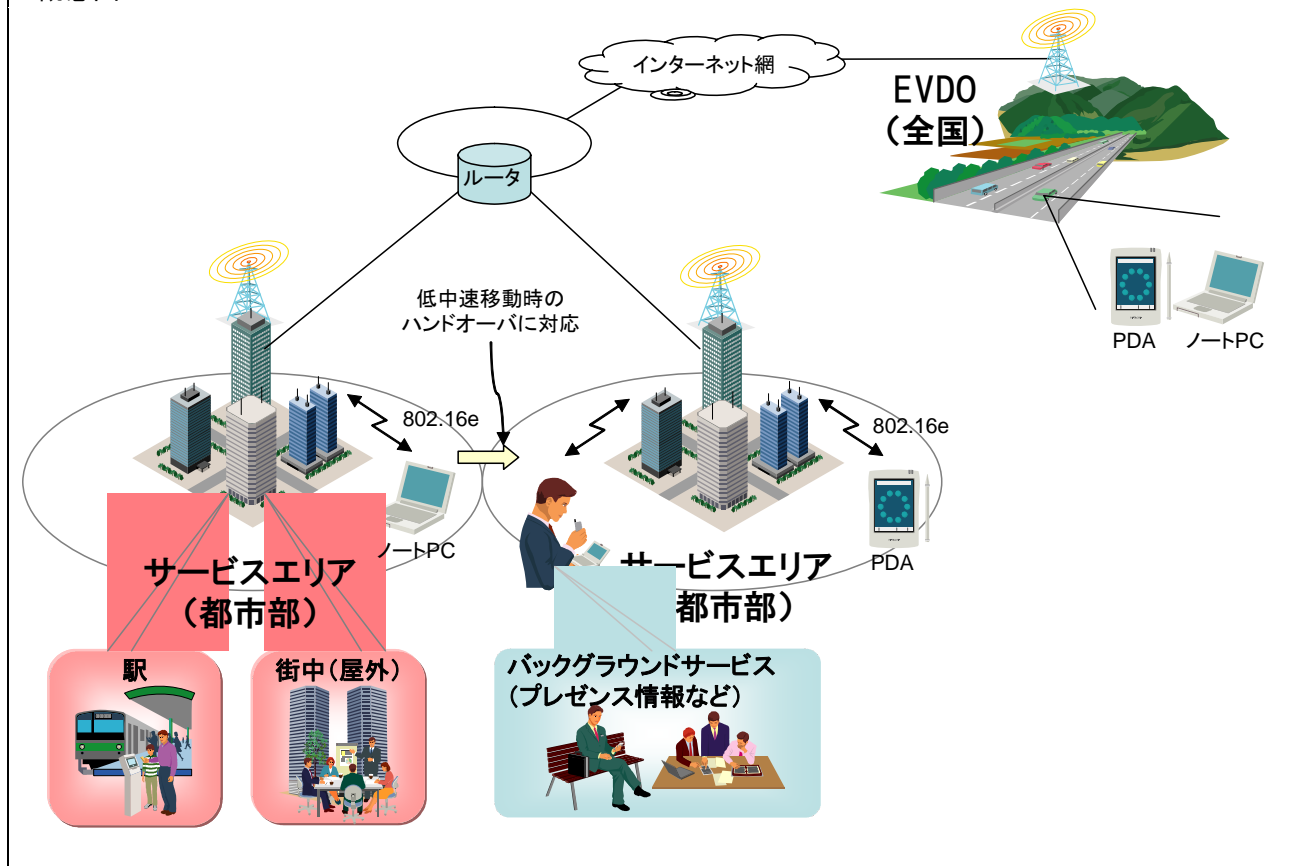 インターネット網
EVDO
(全国)
ルータ
低中速移動時の
ハンドオーバに対応
PDA
ノートPC
802.16e
802.16e
ノートPC
PDA
サービスエリア
(都市部)
サービスエリア
都市部)
駅
街中(屋外)
バックグラウンドサービス
(プレゼンス情報など)